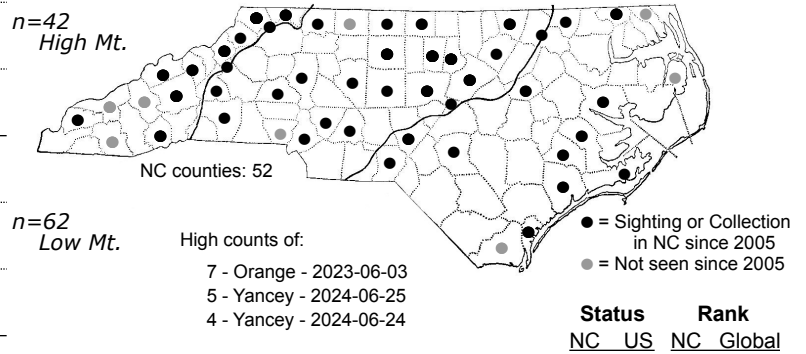 n=42
High Mt.
NC counties: 52
n=62
Low Mt.
High counts of:
7 - Orange - 2023-06-03
5 - Yancey - 2024-06-25
4 - Yancey - 2024-06-24
= Sighting or Collection
in NC since 2005
= Not seen since 2005
Status Rank
NC US NC Global